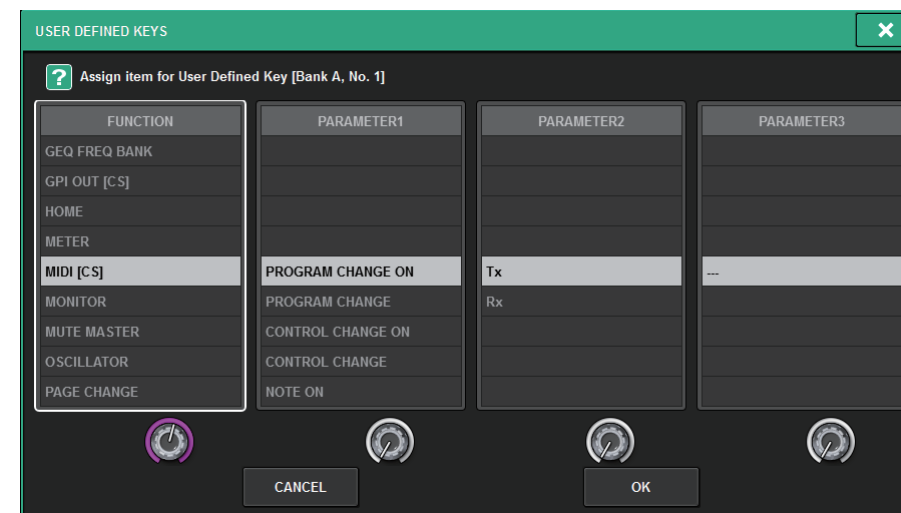 USER DEFINED KEYS
×
? Assign item for User Defined Key [Bank A, No. 1]
FUNCTION PARAMETER1 PARAMETER2 PARAMETER3
GEQ FREQ BANK
GPI OUT [CS]
HOME
METER
MIDI [CS] PROGRAM CHANGE ON Tx ---
MONITOR PROGRAM CHANGE Rx
MUTE MASTER CONTROL CHANGE ON
OSCILLATOR CONTROL CHANGE
PAGE CHANGE NOTE ON
CANCEL OK